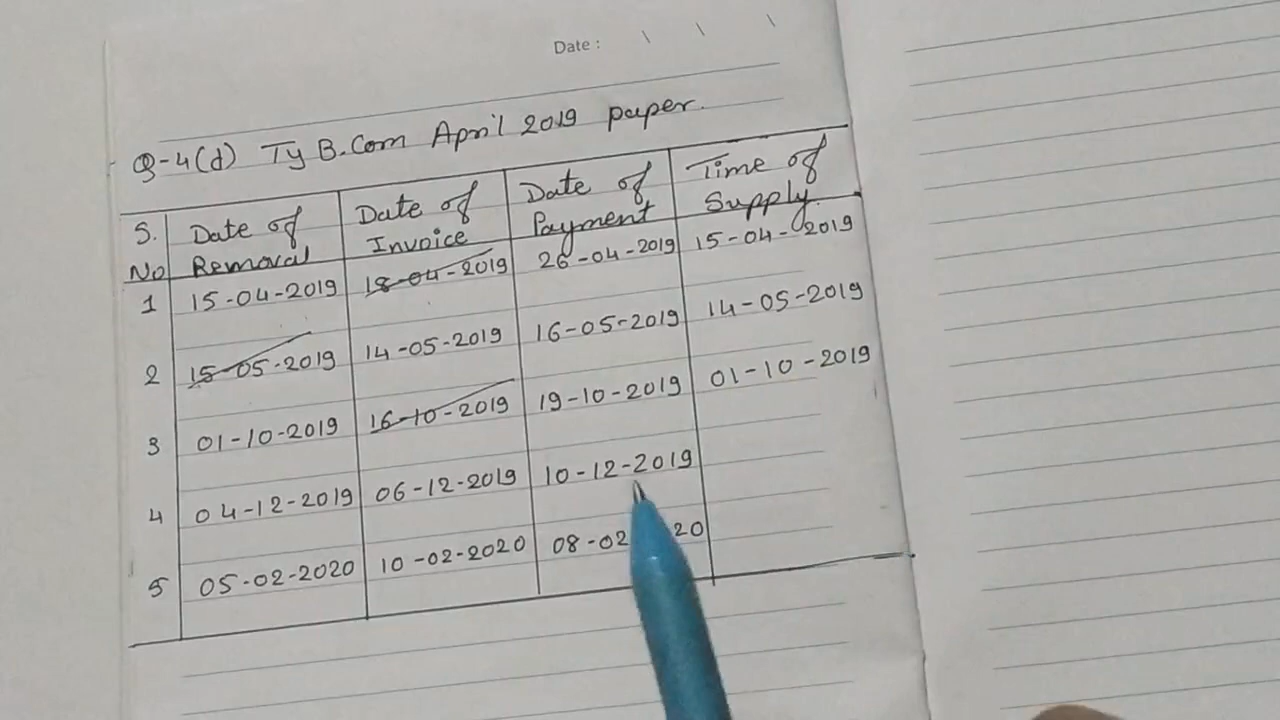 Date :
Q-4(d) Ty B.Com April 2019 paper.
S. No Date of Removal Date of Invoice Date of Payment Time of Supply.
1 15-04-2019 18-04-2019 26-04-2019 15-04-2019
2 15-05-2019 14-05-2019 16-05-2019 14-05-2019
3 01-10-2019 16-10-2019 19-10-2019 01-10-2019
4 04-12-2019 06-12-2019 10-12-2019
5 05-02-2020 10-02-2020 08-02 20